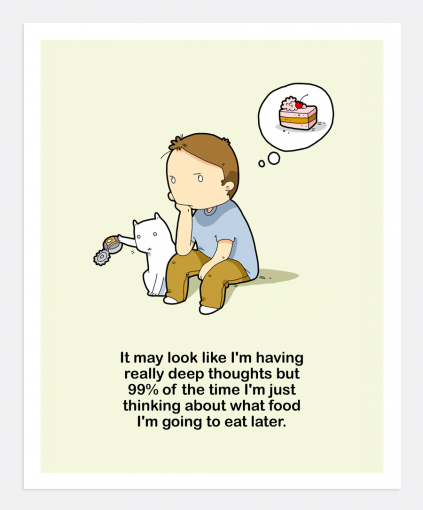 It may look like I'm having
really deep thoughts but
99% of the time I'm just
thinking about what food
I'm going to eat later.